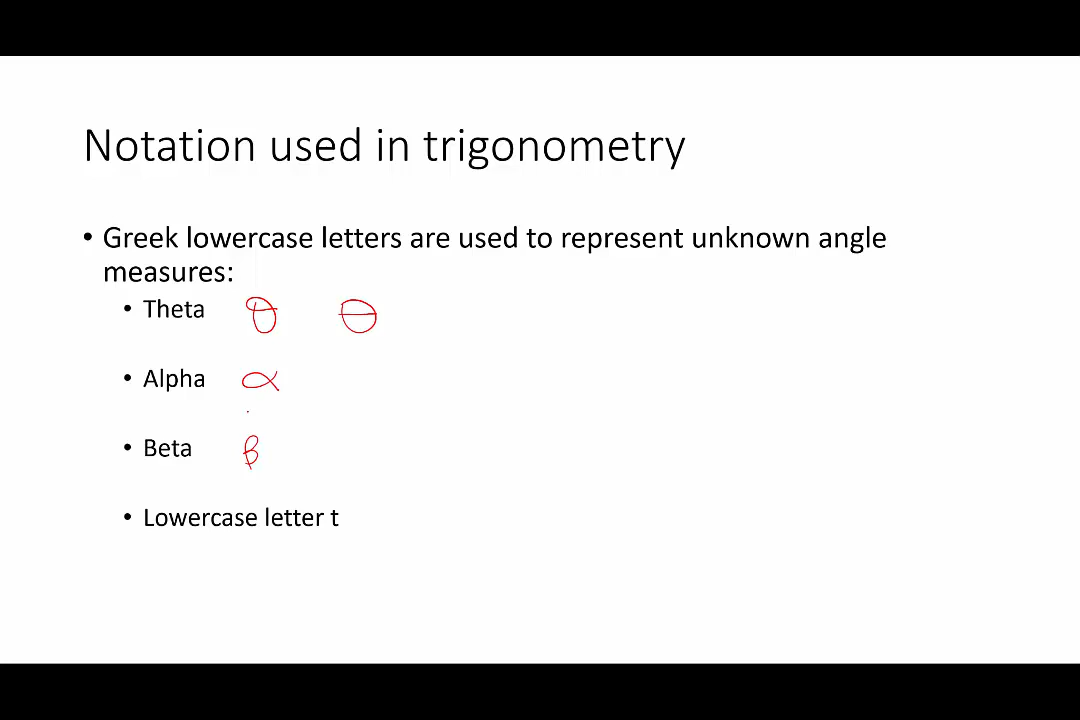 Notation used in trigonometry
• Greek lowercase letters are used to represent unknown angle
measures:
• Theta ϑ θ
• Alpha α
• Beta β
• Lowercase letter t